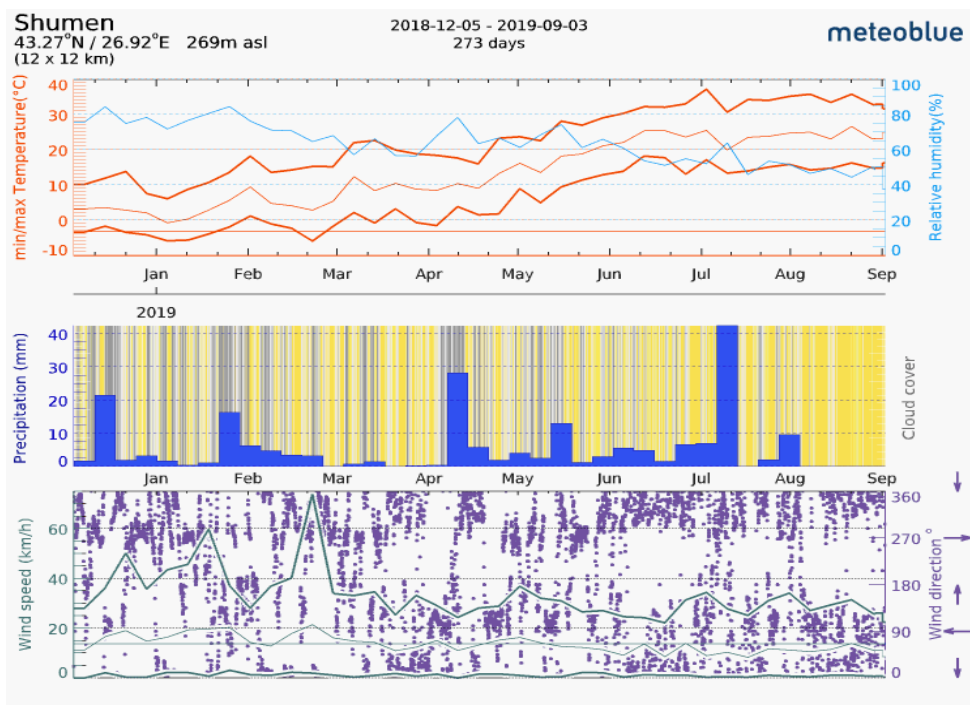 Shumen
43.27°N / 26.92°E 269m asl
(12 x 12 km)
2018-12-05 - 2019-09-03
273 days
meteoblue
min/max Temperature(°C)
40
30
20
10
0
-10
100
80
60
40
20
0
Relative humidity(%)
Jan Feb Mar Apr May Jun Jul Aug Sep
2019
Precipitation (mm)
40
30
20
10
0
Cloud cover
Jan Feb Mar Apr May Jun Jul Aug Sep
Wind speed (km/h)
60
40
20
0
360
270
180
90
0
Wind direction °